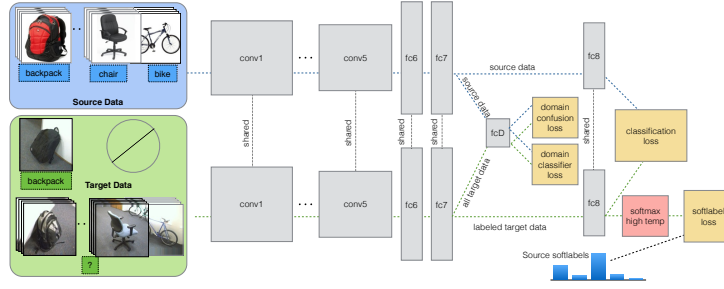 backpack
chair
bike
Source Data
backpack
Target Data
?
conv1
...
conv5
fc6
fc7
source data
fc8
shared
shared
shared
shared
shared
source data
all target data
fcD
domain
confusion
loss
domain
classifier
loss
classification
loss
conv1
...
conv5
fc6
fc7
labeled target data
fc8
softmax
high temp
softlabel
loss
Source softlabels